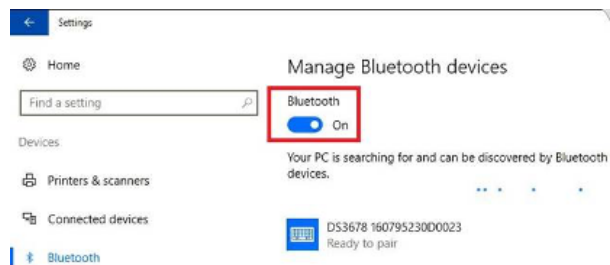 Settings
Home
Find a setting
Devices
Printers & scanners
Connected devices
Bluetooth
Manage Bluetooth devices
Bluetooth
On
Your PC is searching for and can be discovered by Bluetooth
devices.
DS3678 160795230D0023
Ready to pair